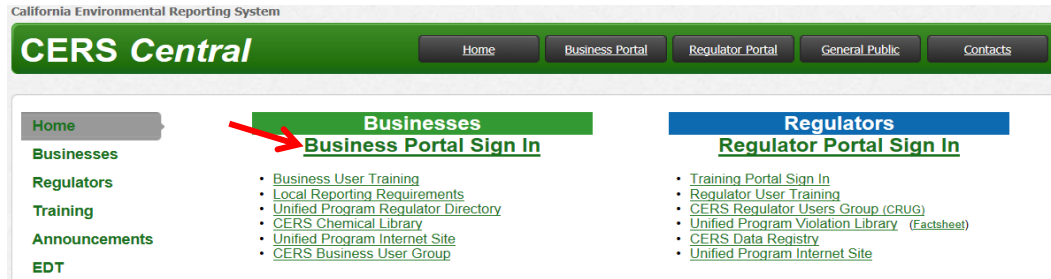 California Environmental Reporting System
CERS Central
Home
Business Portal
Regulator Portal
General Public
Contacts
Home
Businesses
Regulators
Training
Announcements
EDT
Businesses
Business Portal Sign In
• Business User Training
• Local Reporting Requirements
• Unified Program Regulator Directory
• CERS Chemical Library
• Unified Program Internet Site
• CERS Business User Group
Regulators
Regulator Portal Sign In
• Training Portal Sign In
• Regulator User Training
• CERS Regulator Users Group (CRUG)
• Unified Program Violation Library (Factsheet)
• CERS Data Registry
• Unified Program Internet Site